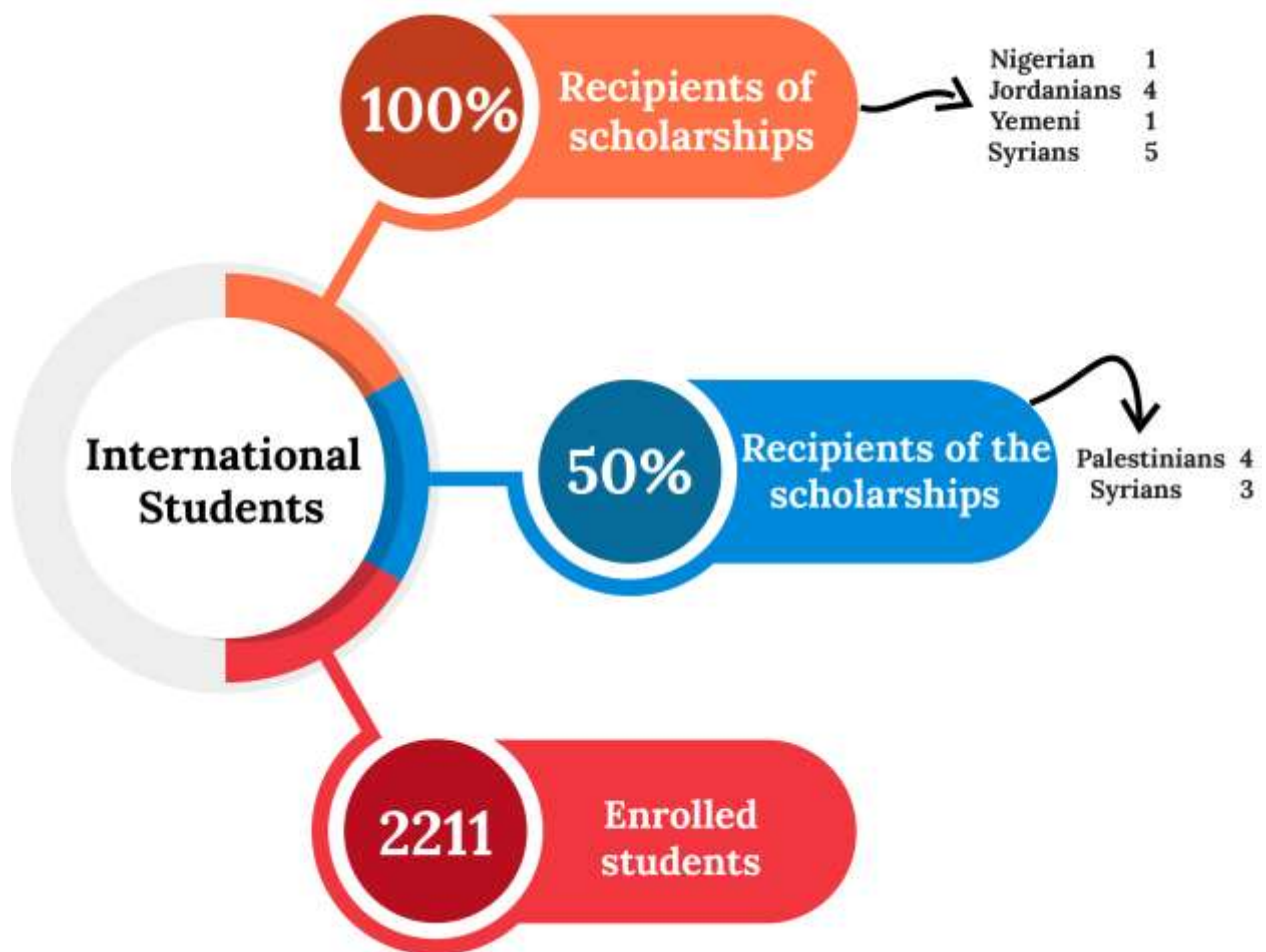 100%
Recipients of
scholarships
Nigerian 1
Jordanians 4
Yemeni 1
Syrians 5
International
Students
50%
Recipients of the
scholarships
Palestinians 4
Syrians 3
2211
Enrolled
students